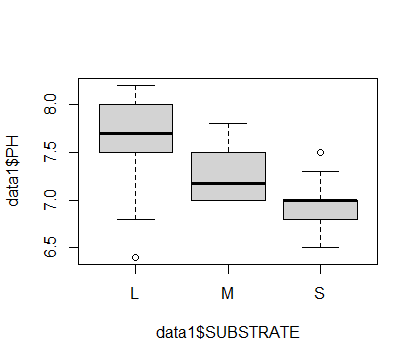 data1$PH
8.0
7.5
7.0
6.5
L M S
data1$SUBSTRATE